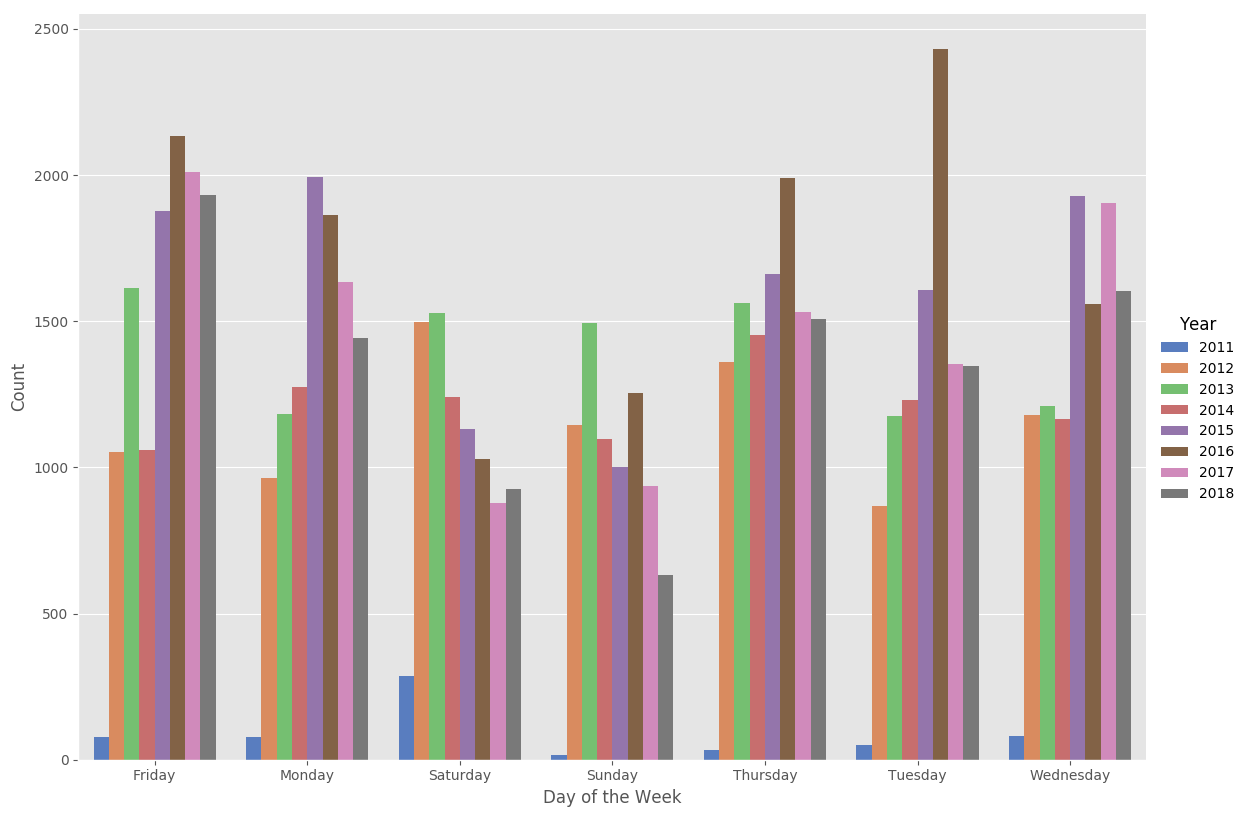 2500
2000
1500
1000
500
0
Count
Friday
Monday
Saturday
Sunday
Thursday
Tuesday
Wednesday
Day of the Week
Year
2011
2012
2013
2014
2015
2016
2017
2018